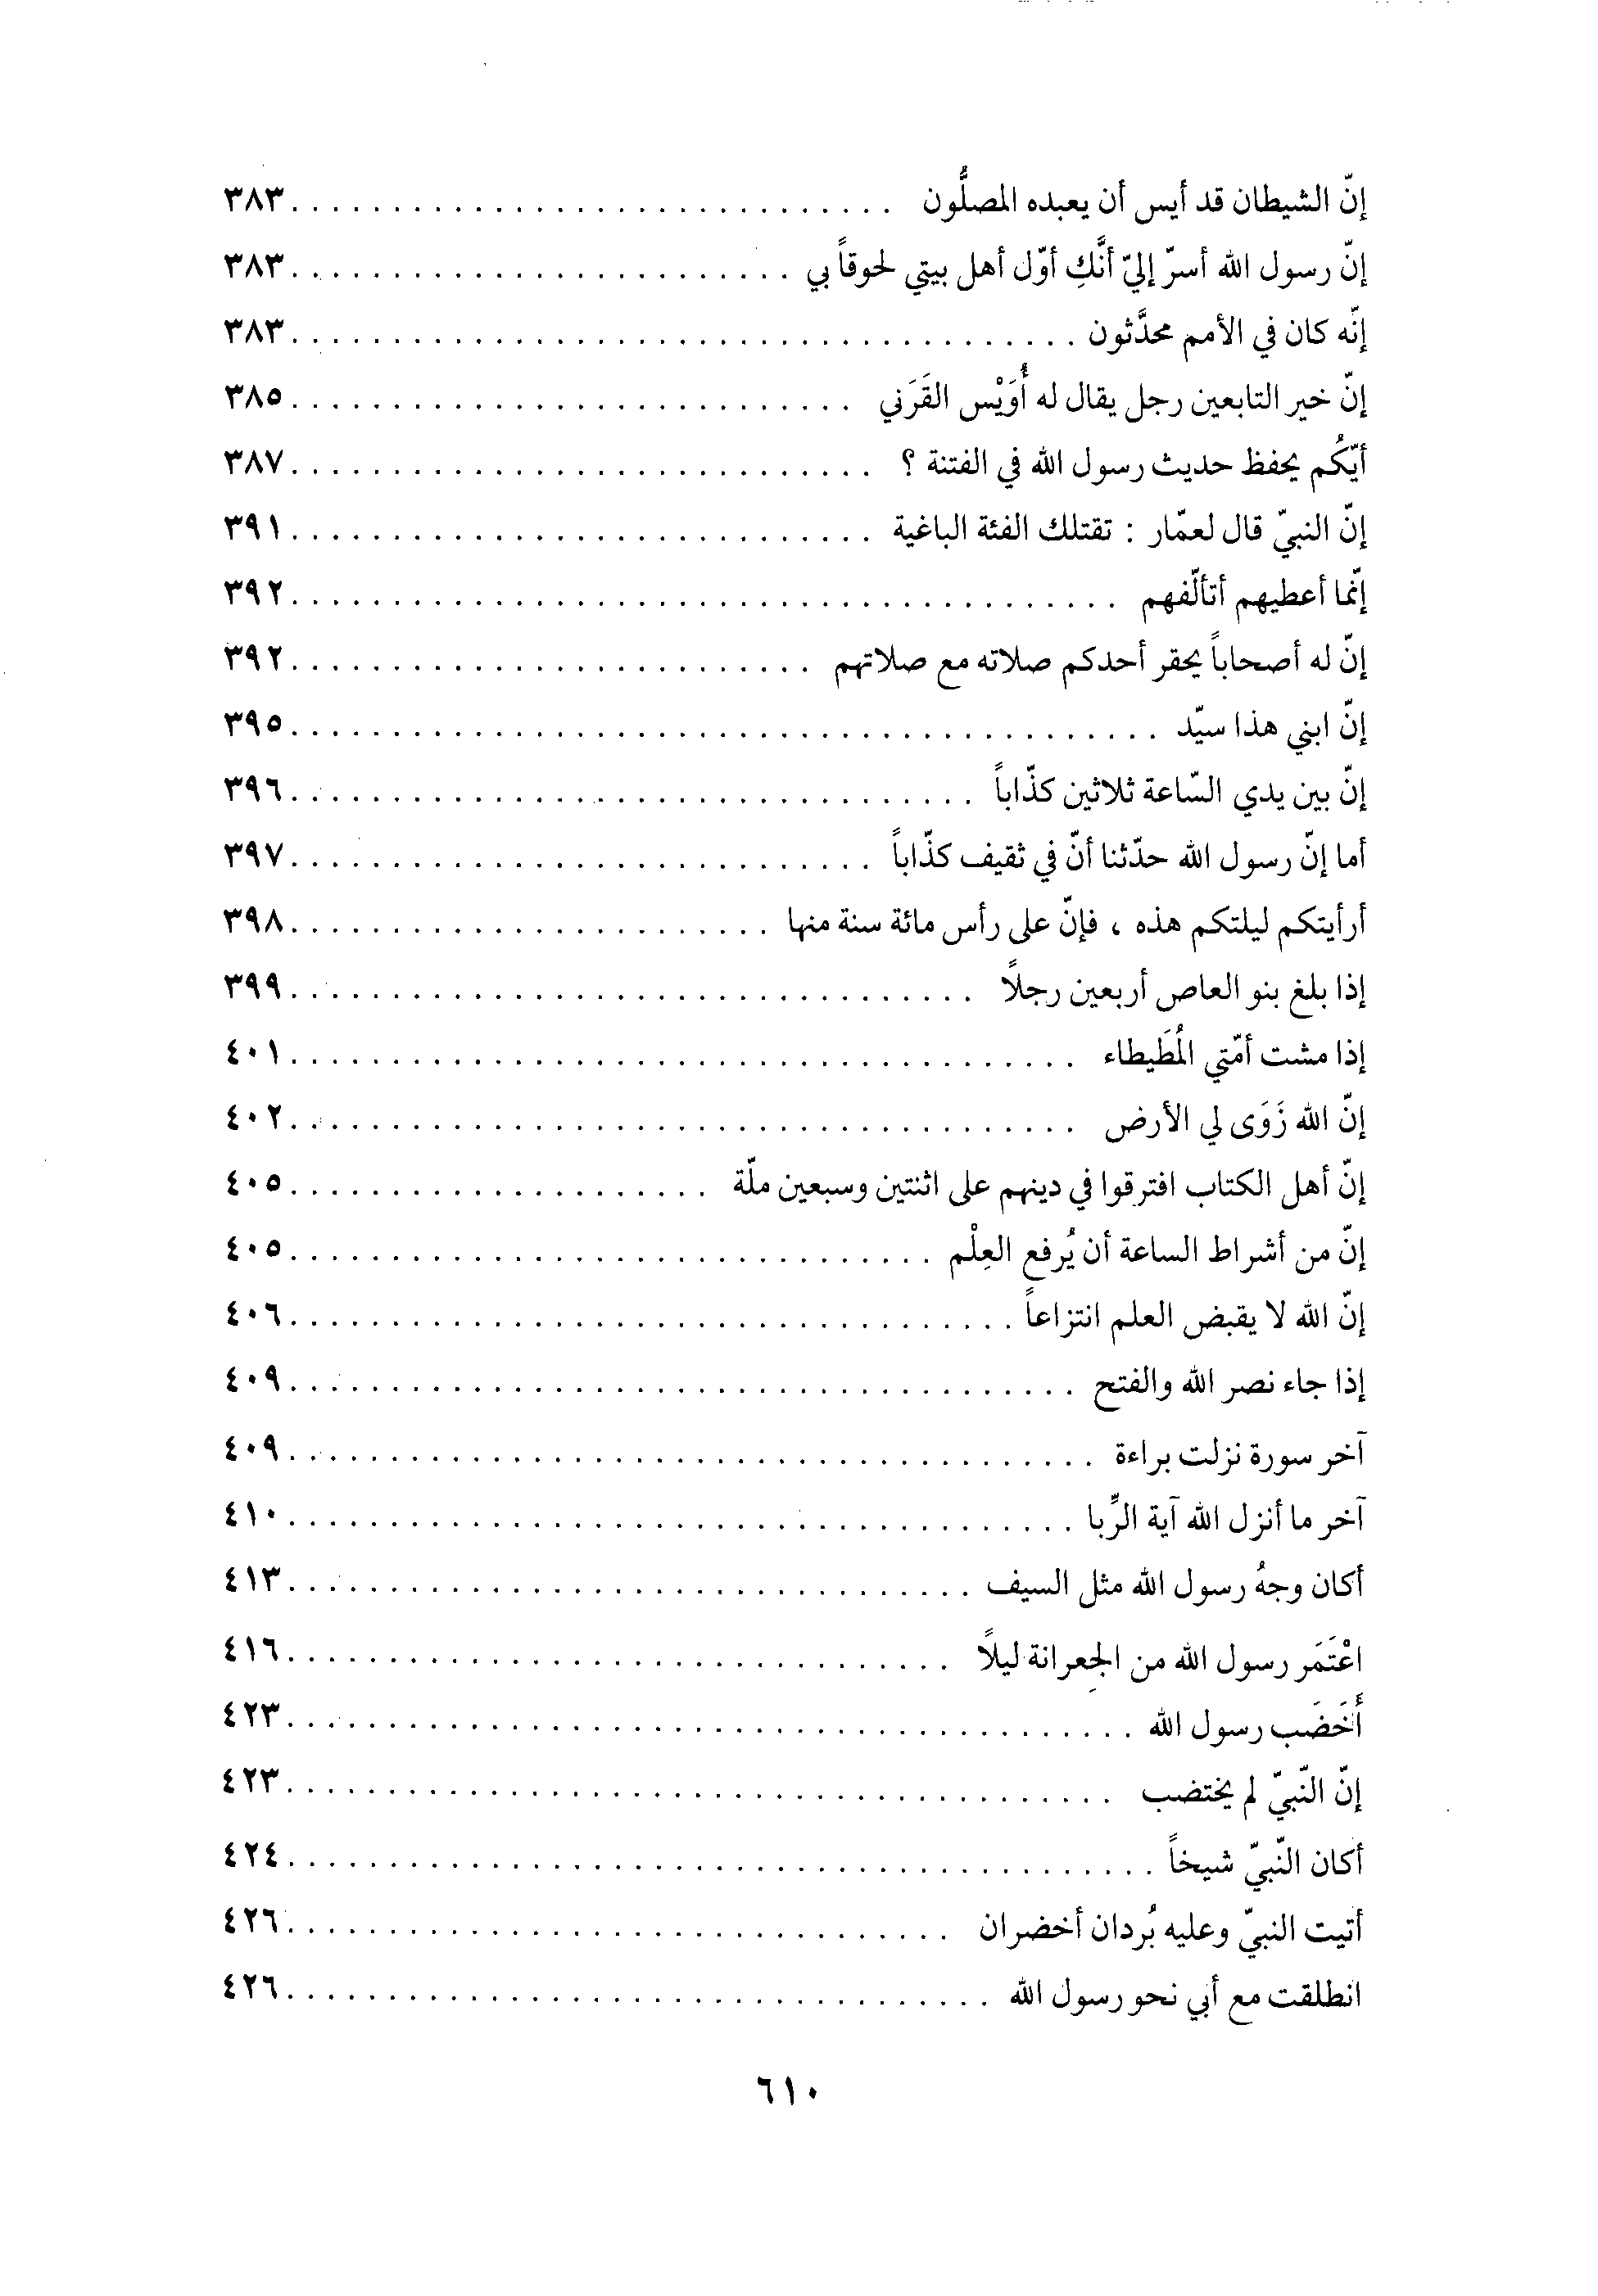 إنّ الشيطان قد أيس أن يعبده المصلُّون . . . . . . . . . . . . . . . . . . . . ٣٨٣
إنّ رسول الله أسرّ إليّ أنَّكِ أوّل أهل بيتي لحوقاً بي . . . . . . . . . . . . . . . . . . . . ٣٨٣
إنّه كان في الأمم محدَّثون . . . . . . . . . . . . . . . . . . . . ٣٨٣
إنّ خير التابعين رجل يقال له أُوَيْس القَرَني . . . . . . . . . . . . . . . . . . . . ٣٨٥
أيّكُم يحفظ حديث رسول الله في الفتنة ؟ . . . . . . . . . . . . . . . . . . . . ٣٨٧
إنّ النبيّ قال لعمّار : تقتلك الفئة الباغية . . . . . . . . . . . . . . . . . . . . ٣٩١
إنّما أعطيهم أتألّفهم . . . . . . . . . . . . . . . . . . . . ٣٩٢
إنّ له أصحاباً يحقر أحدكم صلاته مع صلاتهم . . . . . . . . . . . . . . . . . . . . ٣٩٢
إنّ ابني هذا سيّد . . . . . . . . . . . . . . . . . . . . ٣٩٥
إنّ بين يدي السّاعة ثلاثين كذّاباً . . . . . . . . . . . . . . . . . . . . ٣٩٦
أما إنّ رسول الله حدّثنا أنّ في ثقيف كذّاباً . . . . . . . . . . . . . . . . . . . . ٣٩٧
أرأيتكم ليلتكم هذه ، فإنّ على رأس مائة سنة منها . . . . . . . . . . . . . . . . . . . . ٣٩٨
إذا بلغ بنو العاص أربعين رجلاً . . . . . . . . . . . . . . . . . . . . ٣٩٩
إذا مشت أمّتي المُطَيطاء . . . . . . . . . . . . . . . . . . . . ٤٠١
إنّ الله زَوَى لي الأرض . . . . . . . . . . . . . . . . . . . . ٤٠٢
إنّ أهل الكتاب افترقوا في دينهم على اثنتين وسبعين ملّة . . . . . . . . . . . . . . . . . . . . ٤٠٥
إنّ من أشراط الساعة أن يُرفع العِلْم . . . . . . . . . . . . . . . . . . . . ٤٠٥
إنّ الله لا يقبض العلم انتزاعاً . . . . . . . . . . . . . . . . . . . . ٤٠٦
إذا جاء نصر الله والفتح . . . . . . . . . . . . . . . . . . . . ٤٠٩
آخر سورة نزلت براءة . . . . . . . . . . . . . . . . . . . . ٤٠٩
آخر ما أنزل الله آية الرِّبا . . . . . . . . . . . . . . . . . . . . ٤١٠
أكان وجهُ رسول الله مثل السيف . . . . . . . . . . . . . . . . . . . . ٤١٣
اعْتَمَر رسول الله من الجِعرانة ليلاً . . . . . . . . . . . . . . . . . . . . ٤١٦
أَخَضَب رسول الله . . . . . . . . . . . . . . . . . . . . ٤٢٣
إنّ النّبيّ لم يختضب . . . . . . . . . . . . . . . . . . . . ٤٢٣
أكان النّبيّ شيخاً . . . . . . . . . . . . . . . . . . . . ٤٢٤
أتيت النبيّ وعليه بُردان أخضران . . . . . . . . . . . . . . . . . . . . ٤٢٦
انطلقت مع أبي نحو رسول الله . . . . . . . . . . . . . . . . . . . . ٤٢٦
٦١٠